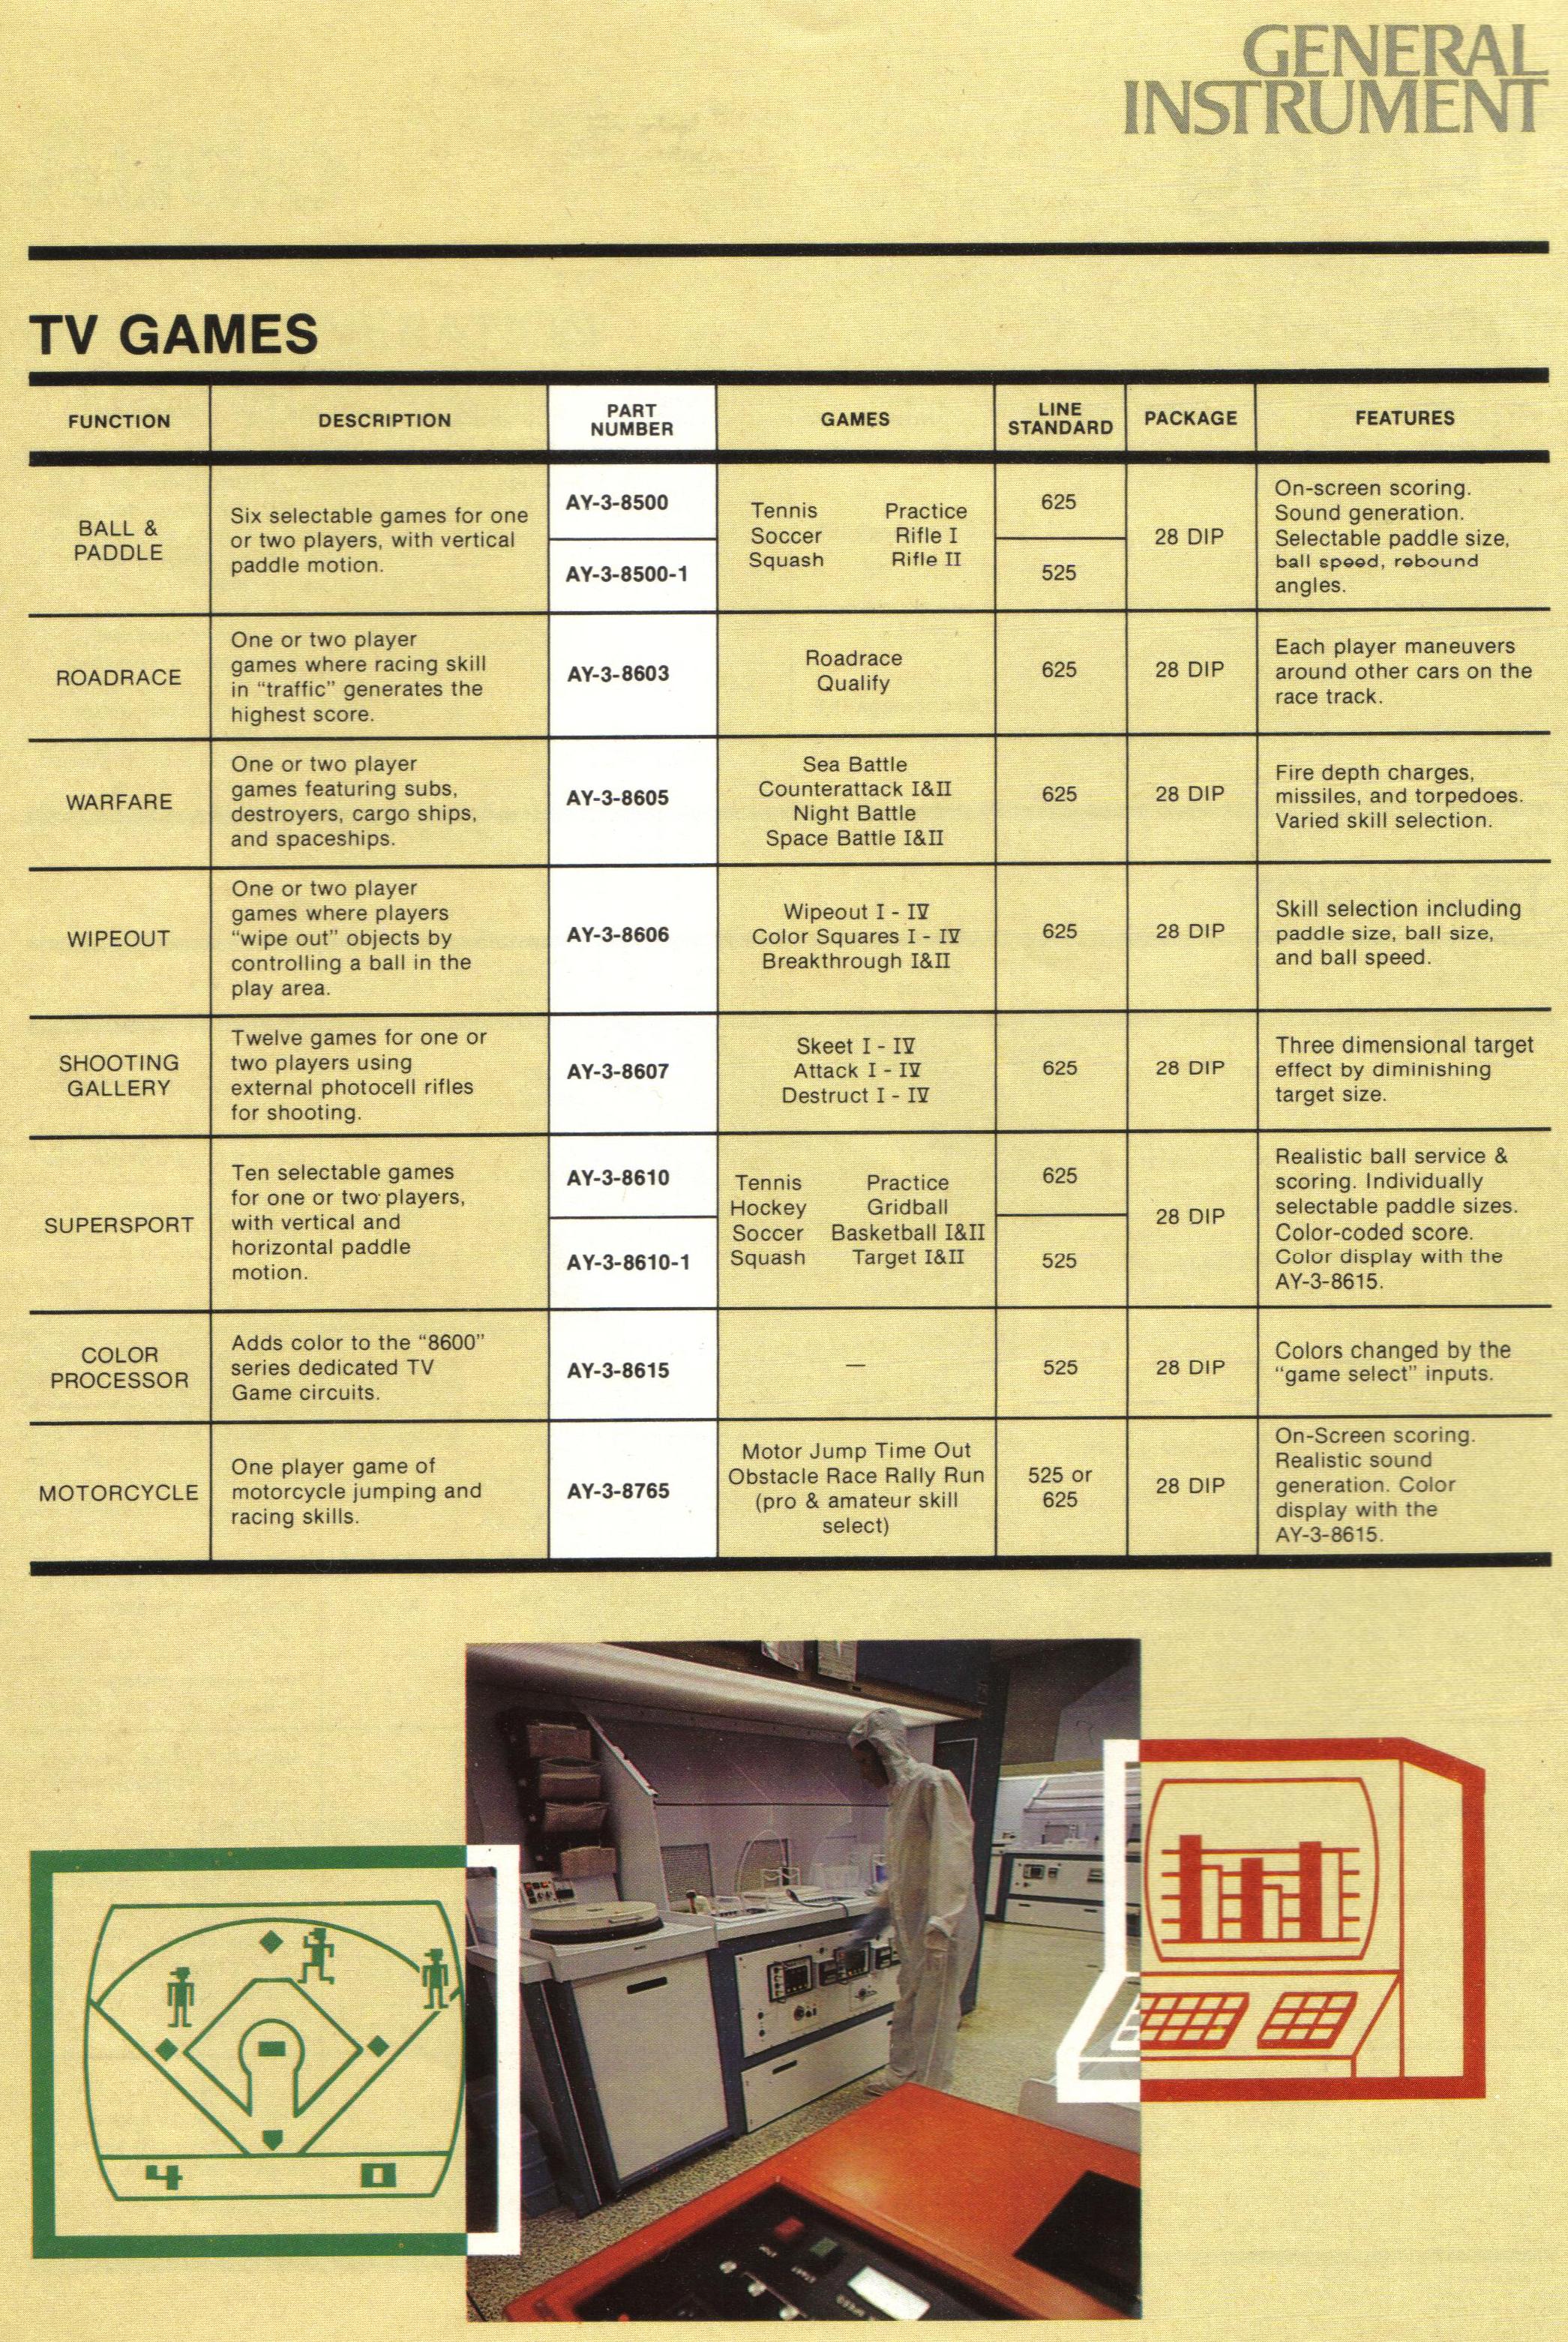 GENERAL
INSTRUMENT
TV GAMES
FUNCTION
DESCRIPTION
PART
NUMBER
GAMES
LINE
STANDARD
PACKAGE
FEATURES
BALL &
PADDLE
Six selectable games for one
or two players, with vertical
paddle motion.
AY-3-8500
AY-3-8500-1
Tennis Practice
Soccer Rifle I
Squash Rifle II
625
525
28 DIP
On-screen scoring.
Sound generation.
Selectable paddle size,
ball speed, rebound
angles.
ROADRACE
One or two player
games where racing skill
in “traffic” generates the
highest score.
AY-3-8603
Roadrace
Qualify
625
28 DIP
Each player maneuvers
around other cars on the
race track.
WARFARE
One or two player
games featuring subs,
destroyers, cargo ships,
and spaceships.
AY-3-8605
Sea Battle
Counterattack I&II
Night Battle
Space Battle I&II
625
28 DIP
Fire depth charges,
missiles, and torpedoes.
Varied skill selection.
WIPEOUT
One or two player
games where players
“wipe out” objects by
controlling a ball in the
play area.
AY-3-8606
Wipeout I - IV
Color Squares I - IV
Breakthrough I&II
625
28 DIP
Skill selection including
paddle size, ball size,
and ball speed.
SHOOTING
GALLERY
Twelve games for one or
two players using
external photocell rifles
for shooting.
AY-3-8607
Skeet I - IV
Attack I - IV
Destruct I - IV
625
28 DIP
Three dimensional target
effect by diminishing
target size.
SUPERSPORT
Ten selectable games
for one or two players,
with vertical and
horizontal paddle
motion.
AY-3-8610
AY-3-8610-1
Tennis Practice
Hockey Gridball
Soccer Basketball I&II
Squash Target I&II
625
525
28 DIP
Realistic ball service &
scoring. Individually
selectable paddle sizes.
Color-coded score.
Color display with the
AY-3-8615.
COLOR
PROCESSOR
Adds color to the “8600”
series dedicated TV
Game circuits.
AY-3-8615
—
525
28 DIP
Colors changed by the
“game select” inputs.
MOTORCYCLE
One player game of
motorcycle jumping and
racing skills.
AY-3-8765
Motor Jump Time Out
Obstacle Race Rally Run
(pro & amateur skill
select)
525 or
625
28 DIP
On-Screen scoring.
Realistic sound
generation. Color
display with the
AY-3-8615.
4 0
START